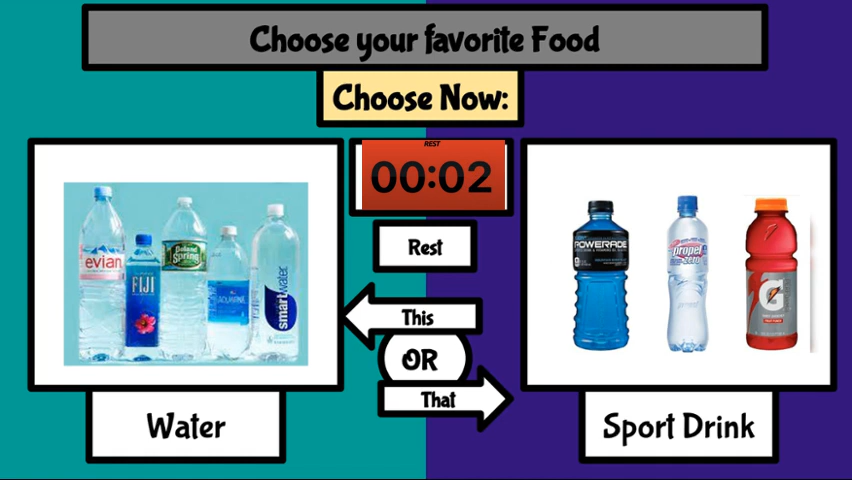 Choose your favorite Food
Choose Now:
REST
00:02
Rest
This
OR
That
evian
FIJI
Poland
Spring
AQUAFINA
smartwater
Water
POWERADE
propel
zero
G
Sport Drink